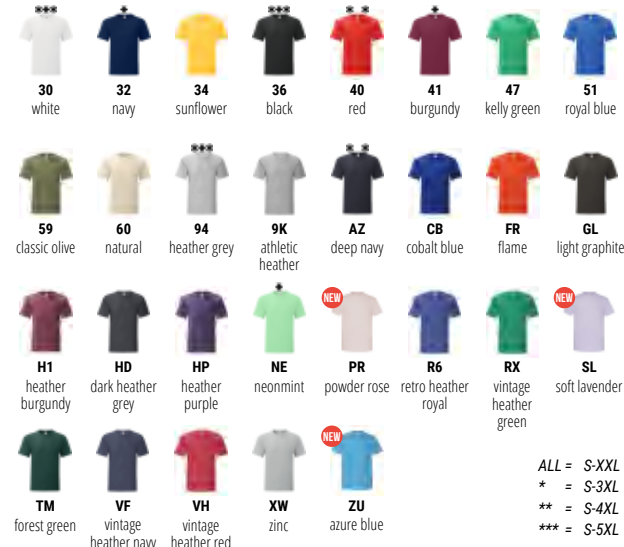 *** * *** ** *
30 32 34 36 40 41 47 51
white navy sunflower black red burgundy kelly green royal blue
*** **
59 60 94 9K AZ CB FR GL
classic olive natural heather grey athletic deep navy cobalt blue flame light graphite
heather
* NEW NEW
H1 HD HP NE PR R6 RX SL
heather dark heather heather neonmint powder rose retro heather vintage soft lavender
burgundy grey purple royal heather
green
NEW
TM VF VH XW ZU
forest green vintage vintage zinc azure blue
heather navy heather red
ALL = S-XXL
* = S-3XL
** = S-4XL
*** = S-5XL